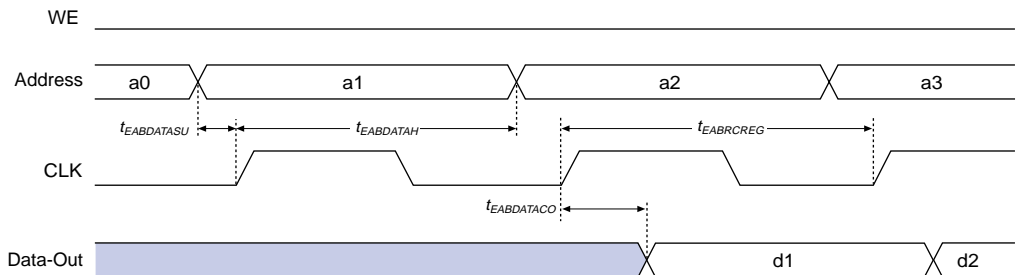 WE
Address a0 a1 a2 a3
tEABDATASU tEABDATAH tEABRCREG
CLK
tEABDATACO
Data-Out d1 d2